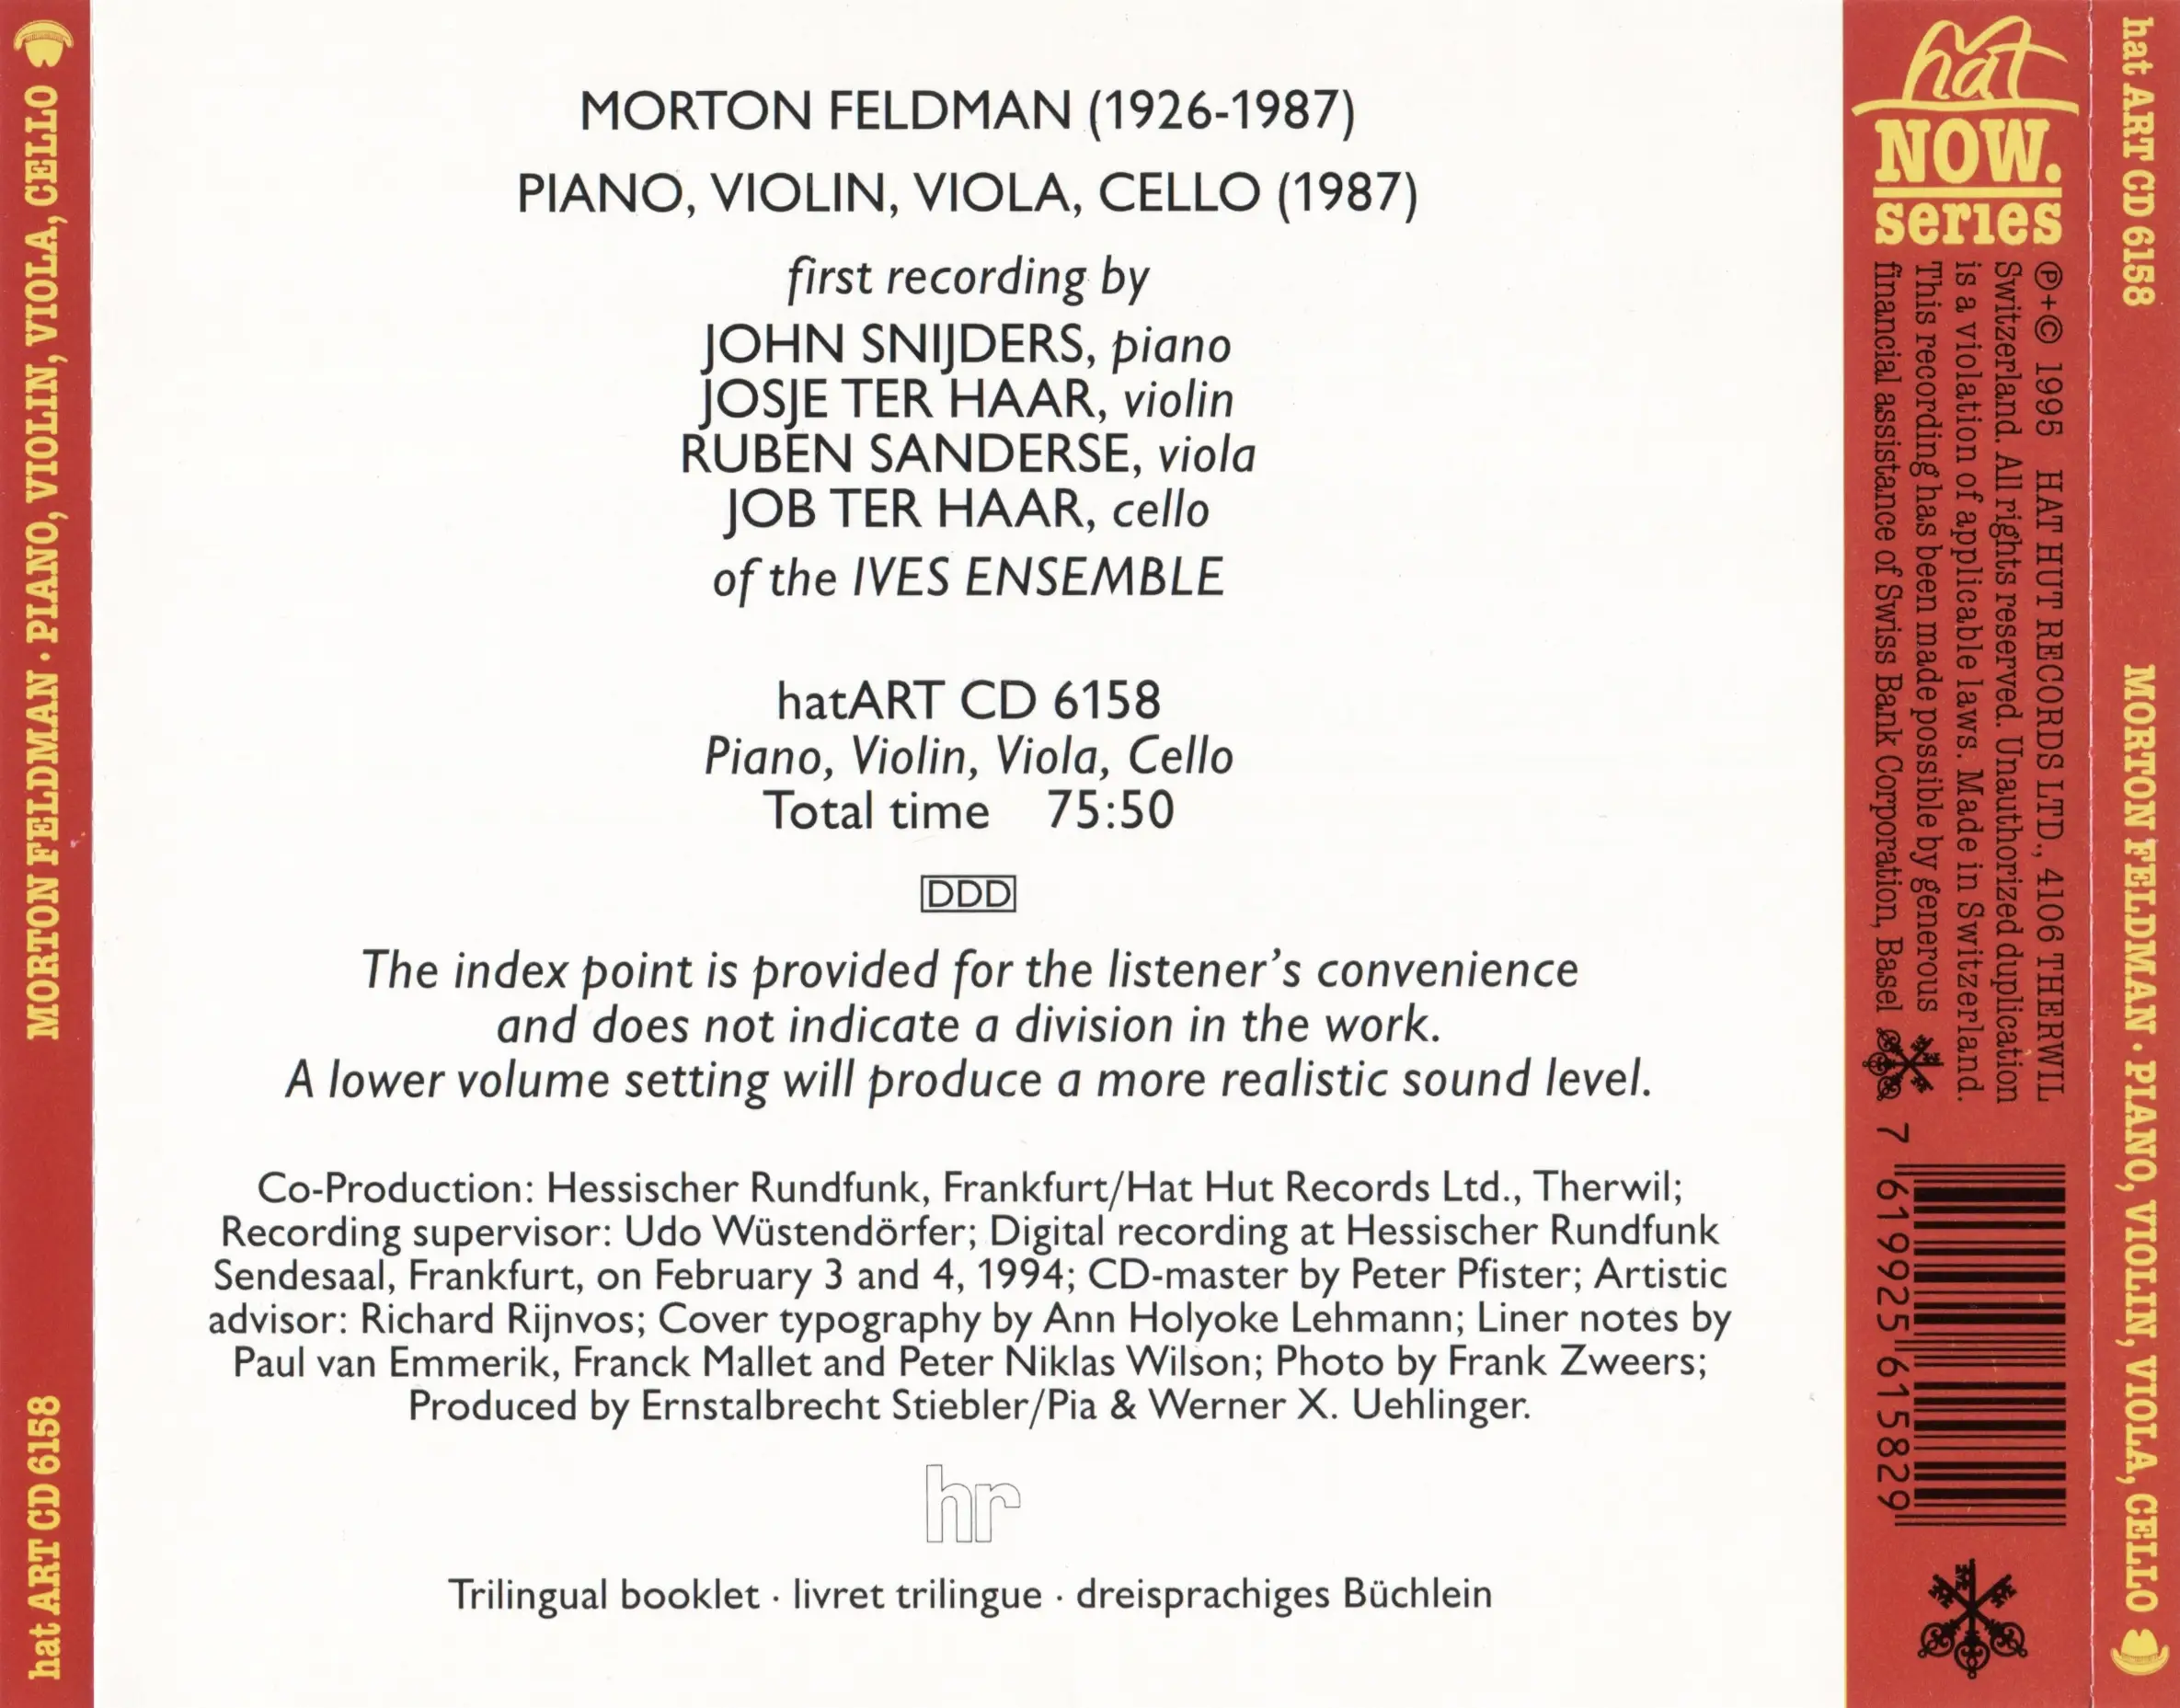 MORTON FELDMAN · PIANO, VIOLIN, VIOLA, CELLO
hat ART CD 6158
MORTON FELDMAN (1926-1987)
PIANO, VIOLIN, VIOLA, CELLO (1987)
first recording by
JOHN SNIJDERS, piano
JOSJE TER HAAR, violin
RUBEN SANDERSE, viola
JOB TER HAAR, cello
of the IVES ENSEMBLE
hatART CD 6158
Piano, Violin, Viola, Cello
Total time 75:50
DDD
The index point is provided for the listener's convenience
and does not indicate a division in the work.
A lower volume setting will produce a more realistic sound level.
Co-Production: Hessischer Rundfunk, Frankfurt/Hat Hut Records Ltd., Therwil;
Recording supervisor: Udo Wüstendörfer; Digital recording at Hessischer Rundfunk
Sendesaal, Frankfurt, on February 3 and 4, 1994; CD-master by Peter Pfister; Artistic
advisor: Richard Rijnvos; Cover typography by Ann Holyoke Lehmann; Liner notes by
Paul van Emmerik, Franck Mallet and Peter Niklas Wilson; Photo by Frank Zweers;
Produced by Ernstalbrecht Stiebler/Pia & Werner X. Uehlinger.
hr
Trilingual booklet · livret trilingue · dreisprachiges Büchlein
hat
NOW.
series
℗+© 1995 HAT HUT RECORDS LTD., 4106 THERWIL
Switzerland. All rights reserved. Unauthorized duplication
is a violation of applicable laws. Made in Switzerland.
This recording has been made possible by generous
financial assistance of Swiss Bank Corporation, Basel
7 619925 615829
hat ART CD 6158
MORTON FELDMAN · PIANO, VIOLIN, VIOLA, CELLO